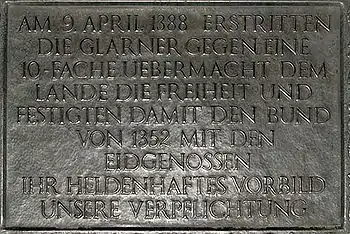 AM 9. APRIL 1388 ERSTRITTEN
DIE GLARNER GEGEN EINE
10-FACHE UEBERMACHT DEM
LANDE DIE FREIHEIT UND
FESTIGTEN DAMIT DEN BUND
VON 1352 MIT DEN
EIDGENOSSEN
IHR HELDENHAFTES VORBILD
UNSERE VERPFLICHTUNG